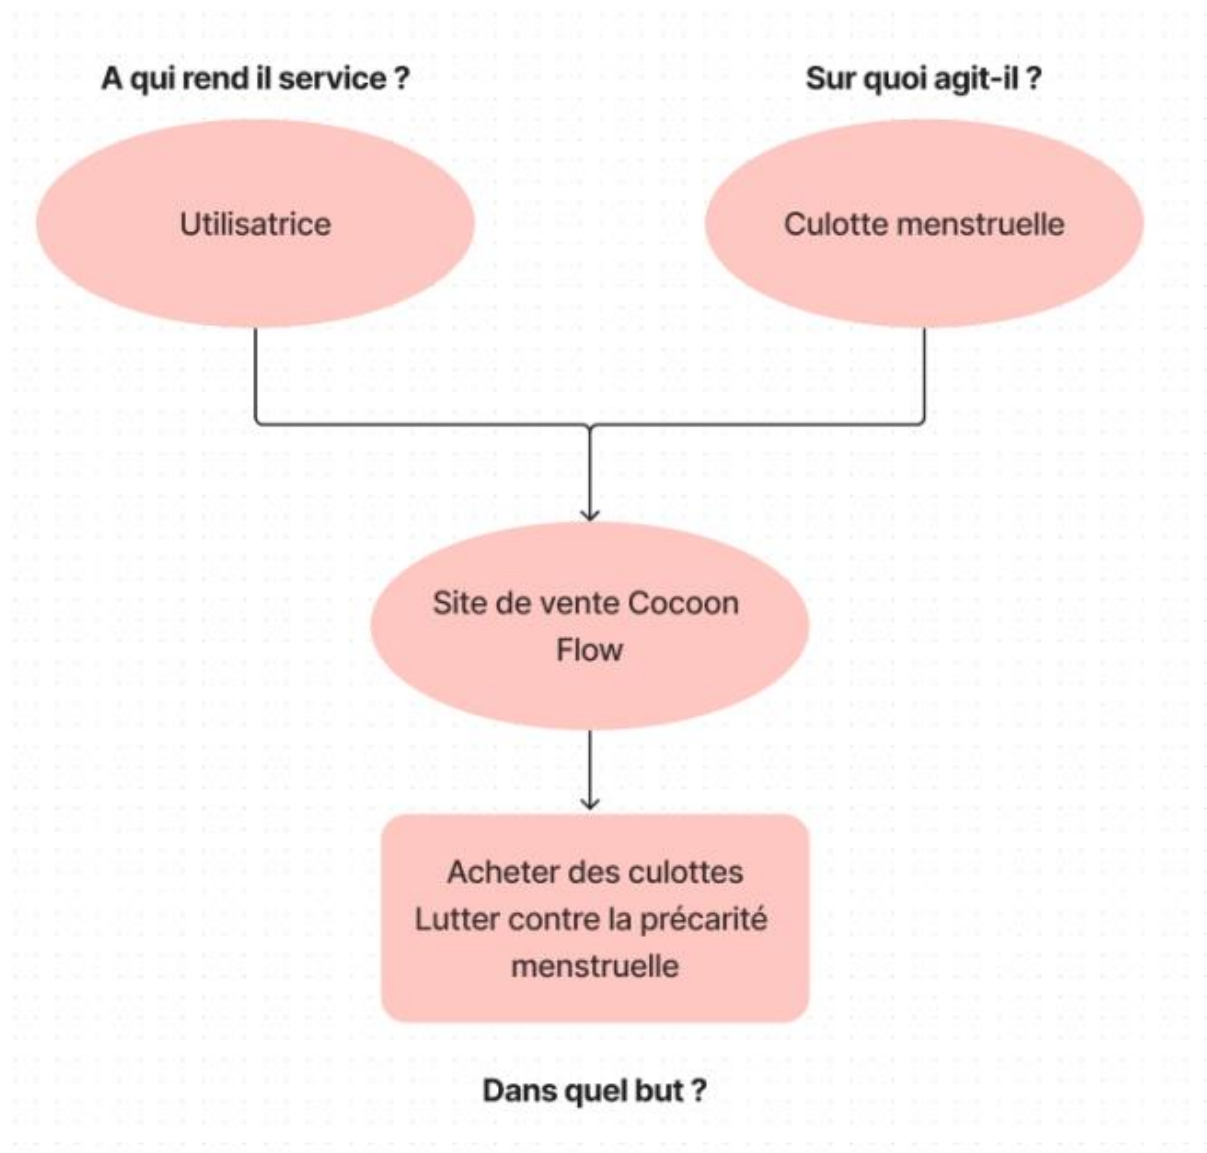 A qui rend il service ?
Sur quoi agit-il ?
Utilisatrice
Culotte menstruelle
Site de vente Cocoon
Flow
Acheter des culottes
Lutter contre la précarité
menstruelle
Dans quel but ?